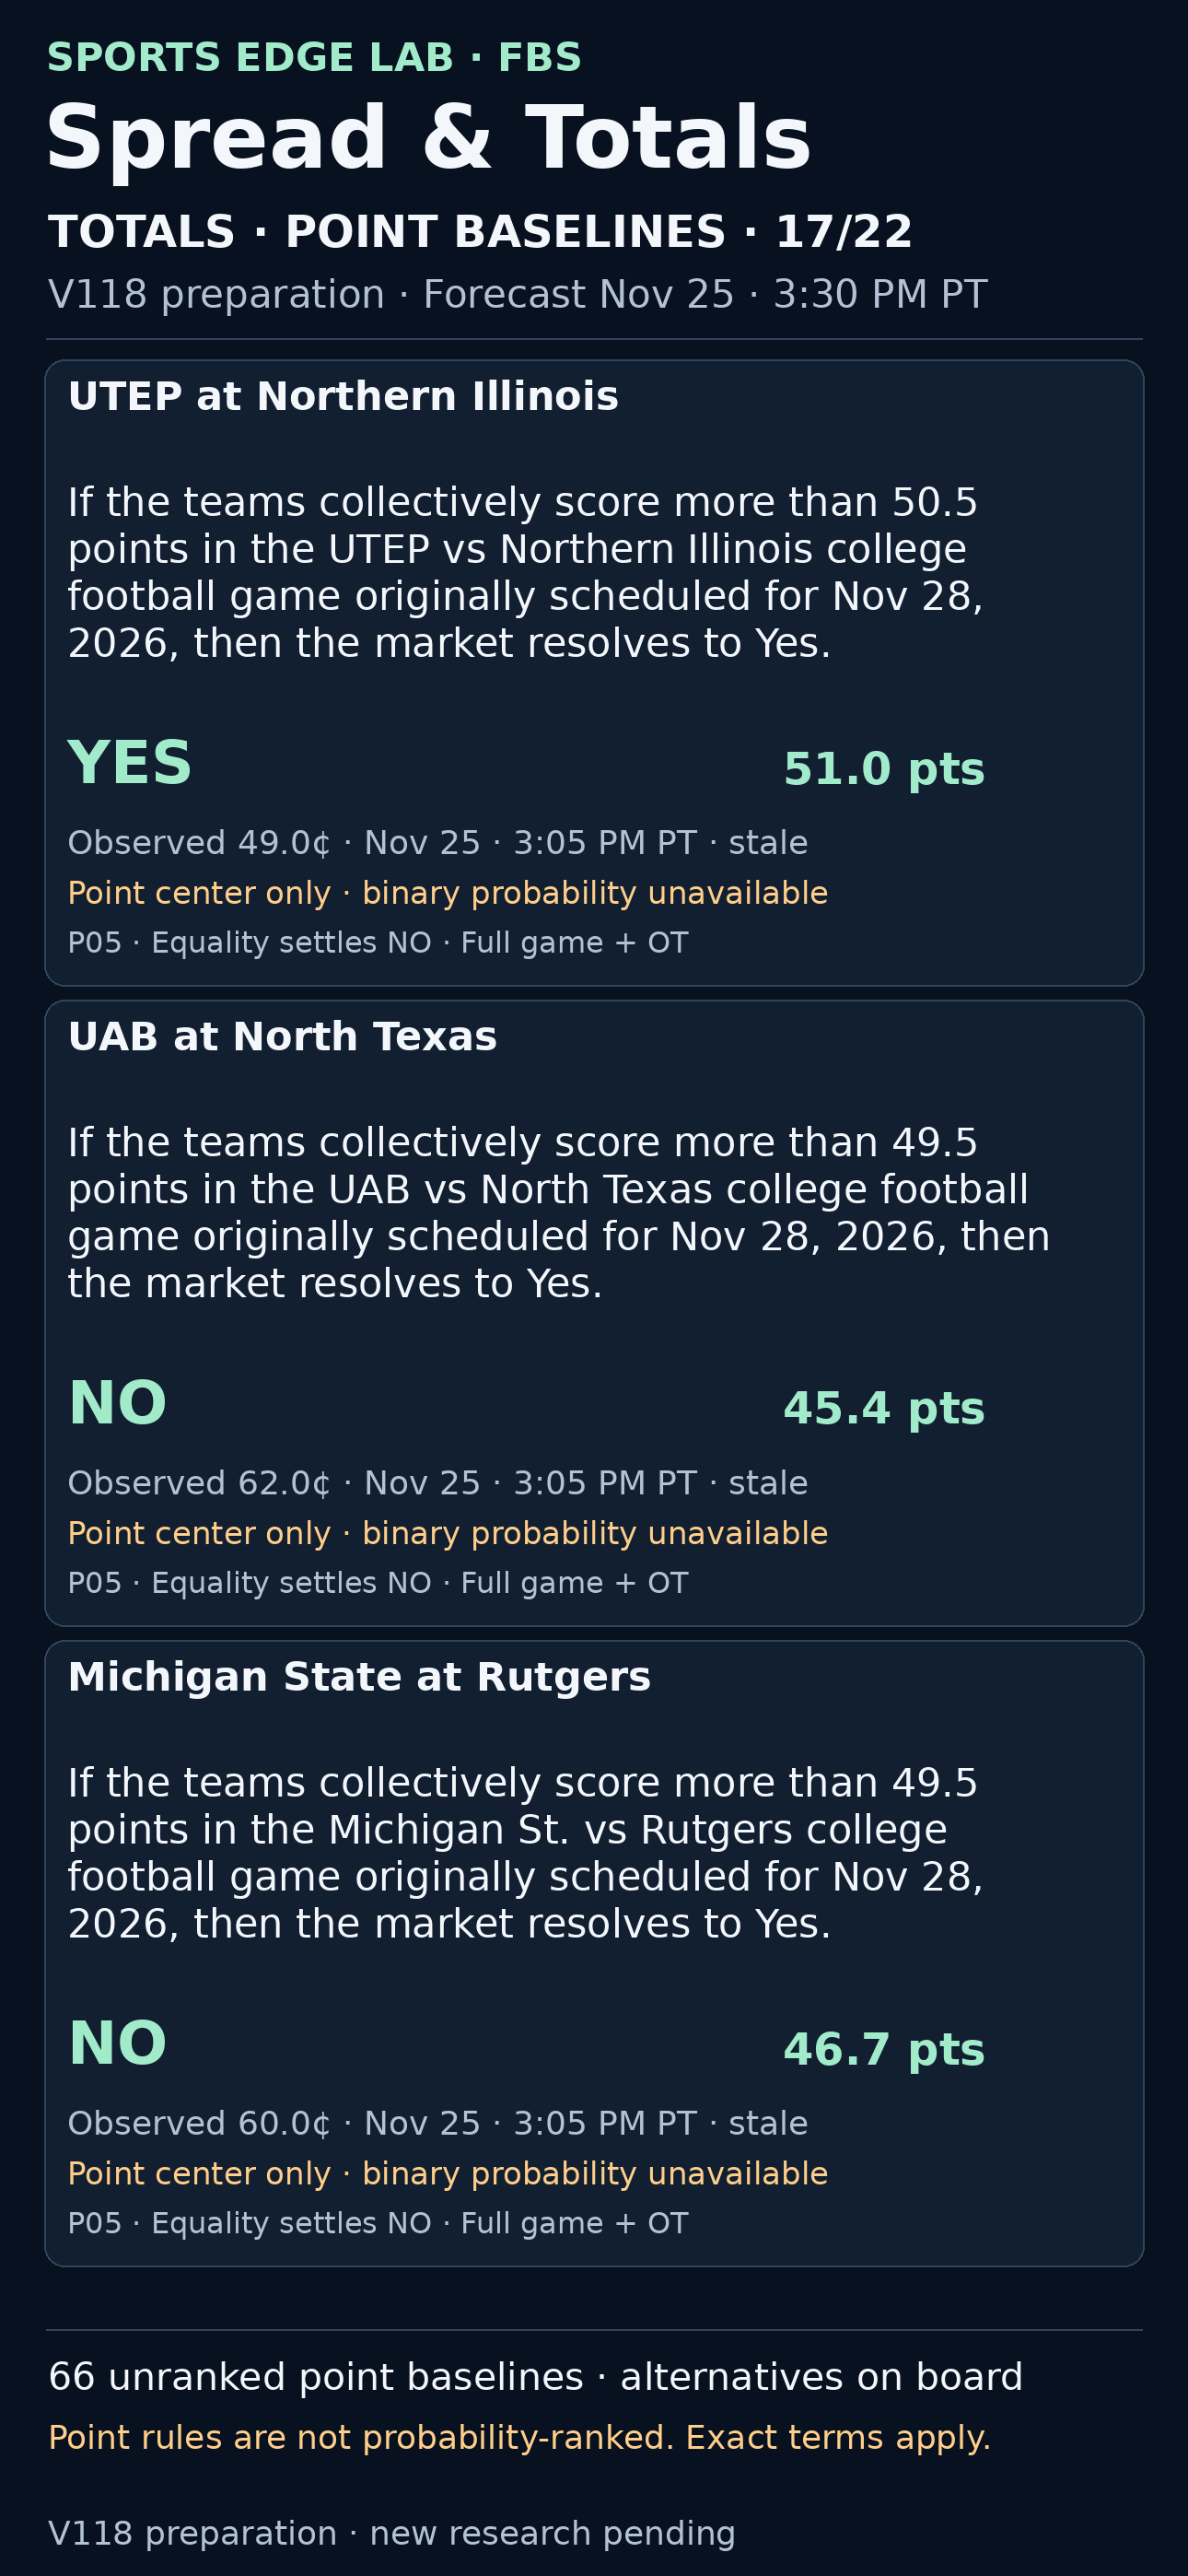 SPORTS EDGE LAB · FBS
Spread & Totals
TOTALS · POINT BASELINES · 17/22
V118 preparation · Forecast Nov 25 · 3:30 PM PT
UTEP at Northern Illinois
If the teams collectively score more than 50.5
points in the UTEP vs Northern Illinois college
football game originally scheduled for Nov 28,
2026, then the market resolves to Yes.
YES 51.0 pts
Observed 49.0¢ · Nov 25 · 3:05 PM PT · stale
Point center only · binary probability unavailable
P05 · Equality settles NO · Full game + OT
UAB at North Texas
If the teams collectively score more than 49.5
points in the UAB vs North Texas college football
game originally scheduled for Nov 28, 2026, then
the market resolves to Yes.
NO 45.4 pts
Observed 62.0¢ · Nov 25 · 3:05 PM PT · stale
Point center only · binary probability unavailable
P05 · Equality settles NO · Full game + OT
Michigan State at Rutgers
If the teams collectively score more than 49.5
points in the Michigan St. vs Rutgers college
football game originally scheduled for Nov 28,
2026, then the market resolves to Yes.
NO 46.7 pts
Observed 60.0¢ · Nov 25 · 3:05 PM PT · stale
Point center only · binary probability unavailable
P05 · Equality settles NO · Full game + OT
66 unranked point baselines · alternatives on board
Point rules are not probability-ranked. Exact terms apply.
V118 preparation · new research pending